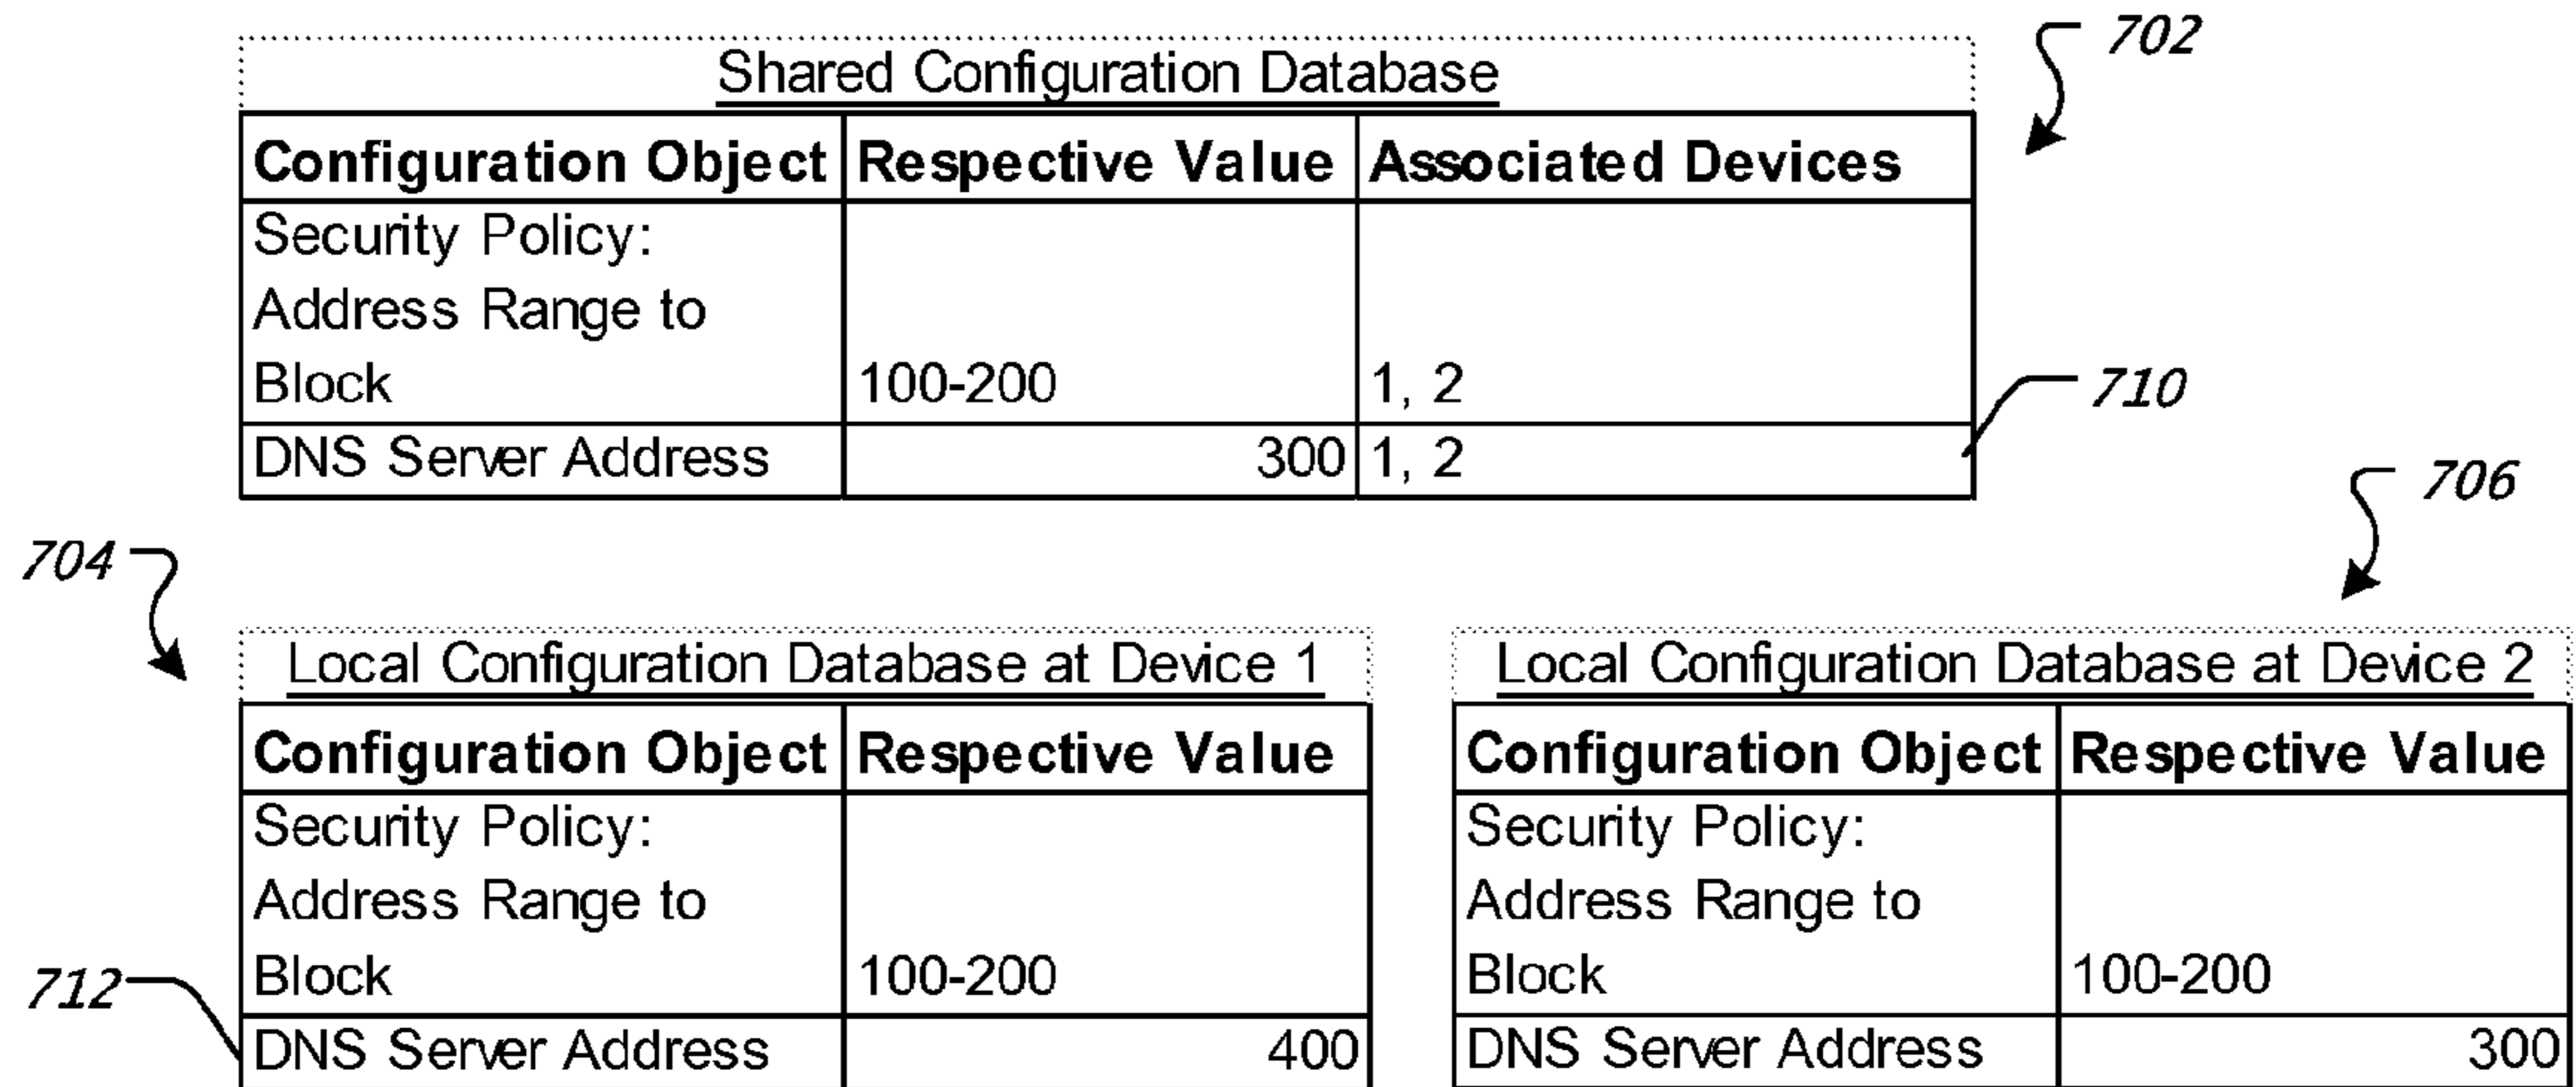 702
Shared Configuration Database
Configuration Object Respective Value Associated Devices
Security Policy:
Address Range to
Block 100-200 1, 2
710
DNS Server Address 300 1, 2
706
704
Local Configuration Database at Device 1 Local Configuration Database at Device 2
Configuration Object Respective Value Configuration Object Respective Value
Security Policy: Security Policy:
Address Range to Address Range to
712 Block 100-200 Block 100-200
DNS Server Address 400 DNS Server Address 300